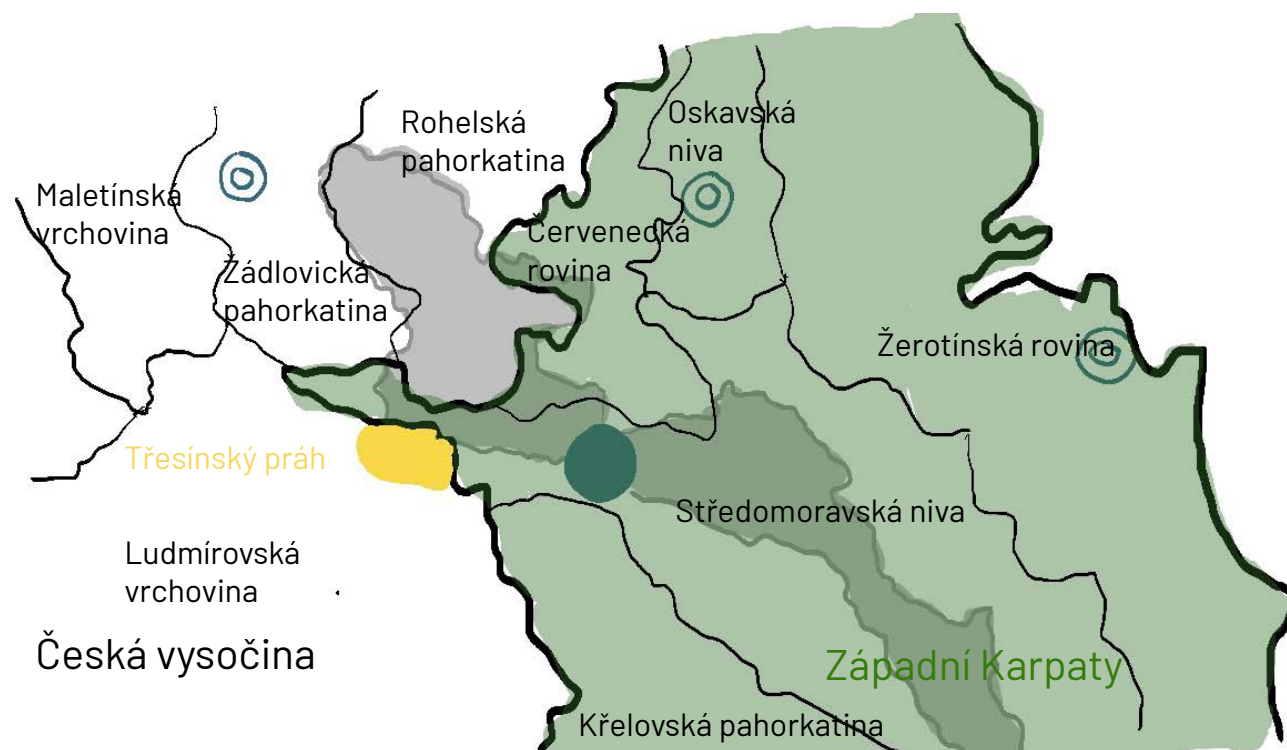 Rohelská
pahorkatina
Oskavská
niva
Maletínská
vrchovina
Červenecká
rovina
Žádlovická
pahorkatina
Žerotínská rovina
Třesínský práh
Středomoravská niva
Ludmírovská
vrchovina
Česká vysočina
Západní Karpaty
Křelovská pahorkatina